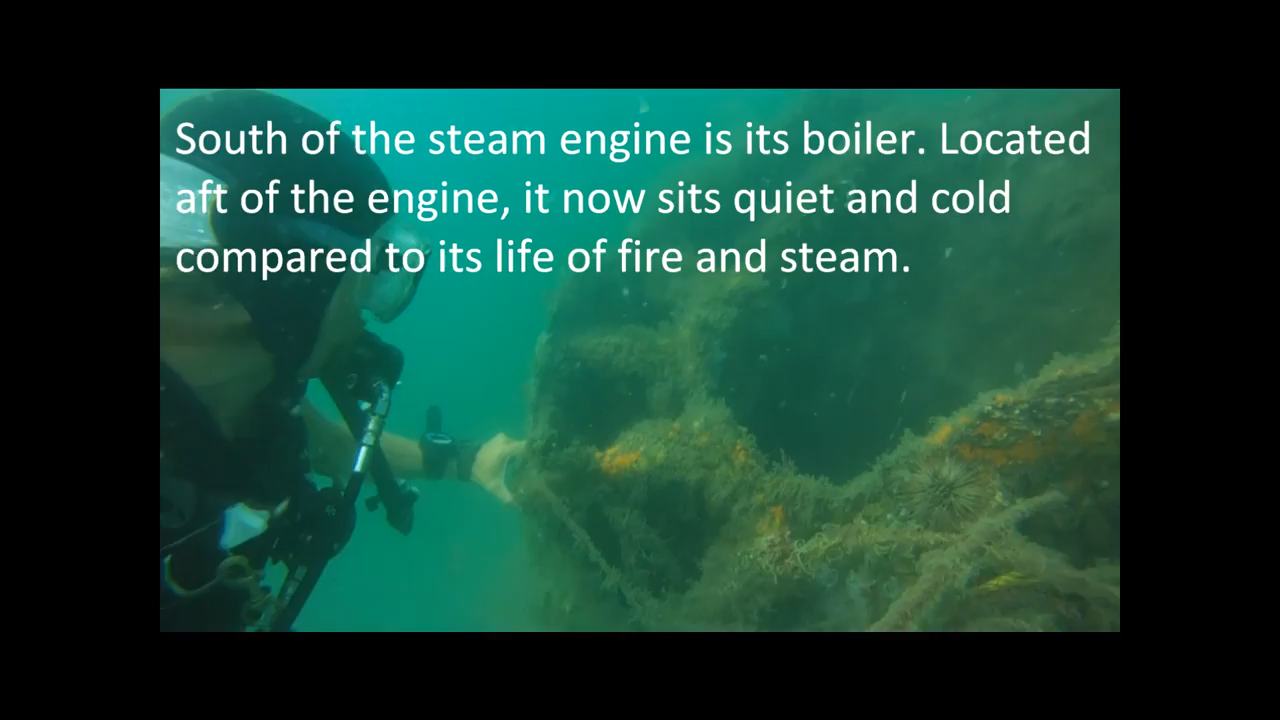 South of the steam engine is its boiler. Located
aft of the engine, it now sits quiet and cold
compared to its life of fire and steam.